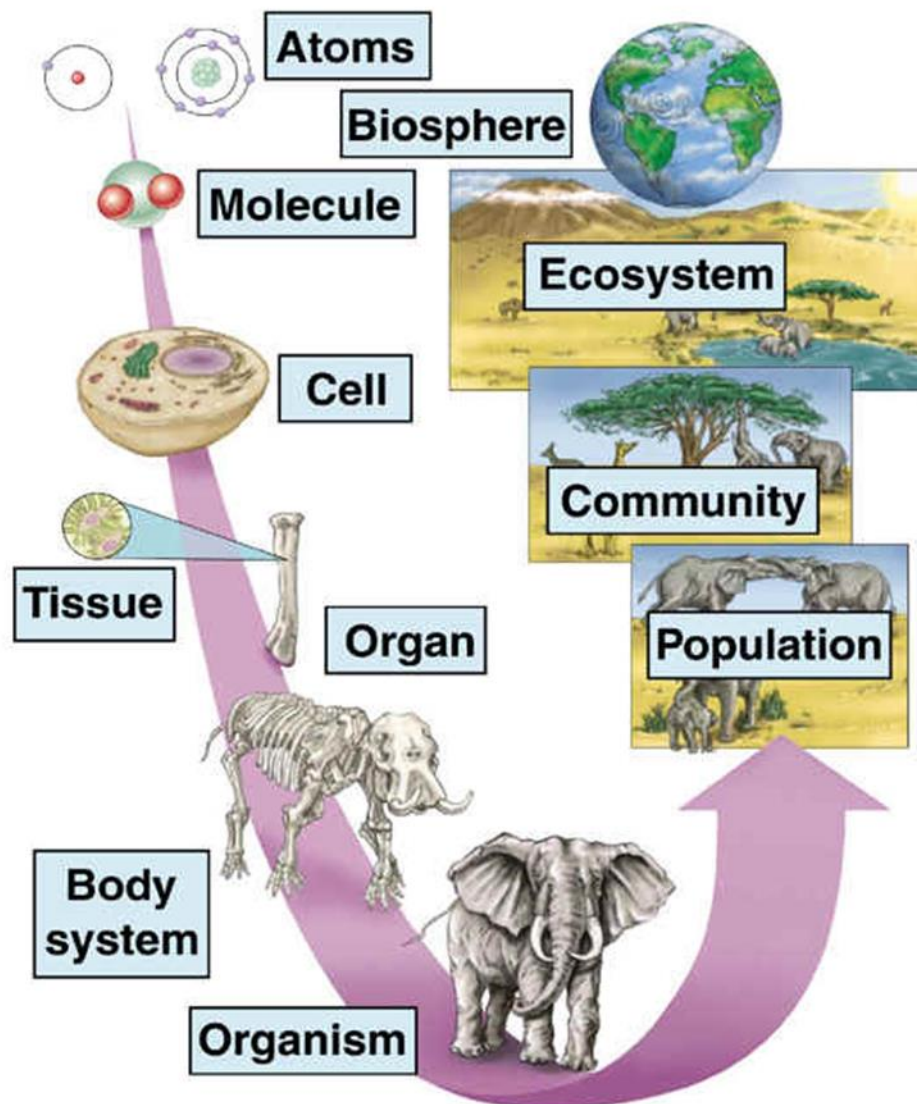 Atoms
Biosphere
Molecule
Ecosystem
Cell
Community
Tissue
Organ
Population
Body
system
Organism